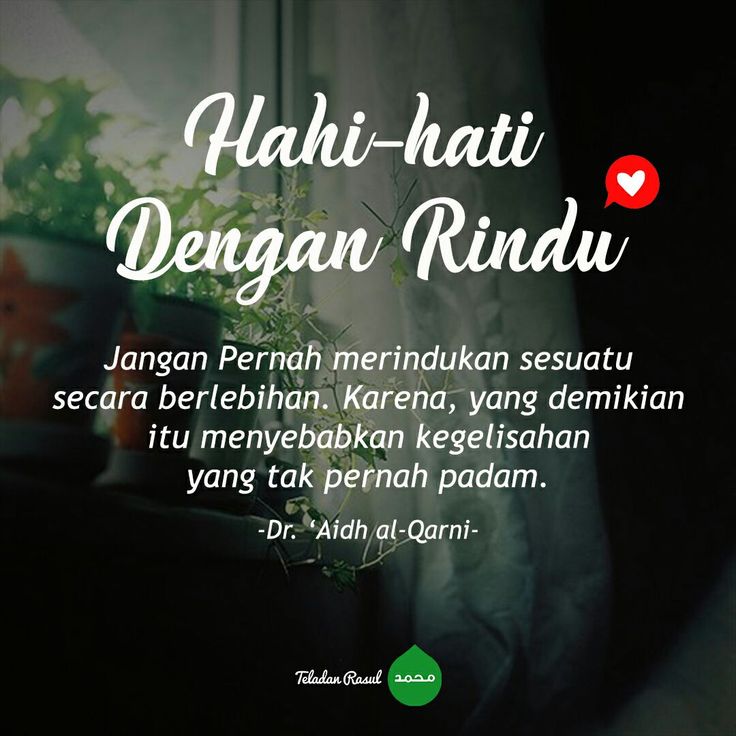 Hahi-hati
Dengan Rindu
Jangan Pernah merindukan sesuatu
secara berlebihan. Karena, yang demikian
itu menyebabkan kegelisahan
yang tak pernah padam.
-Dr. ‘Aidh al-Qarni-
Teladan Rasul محمد